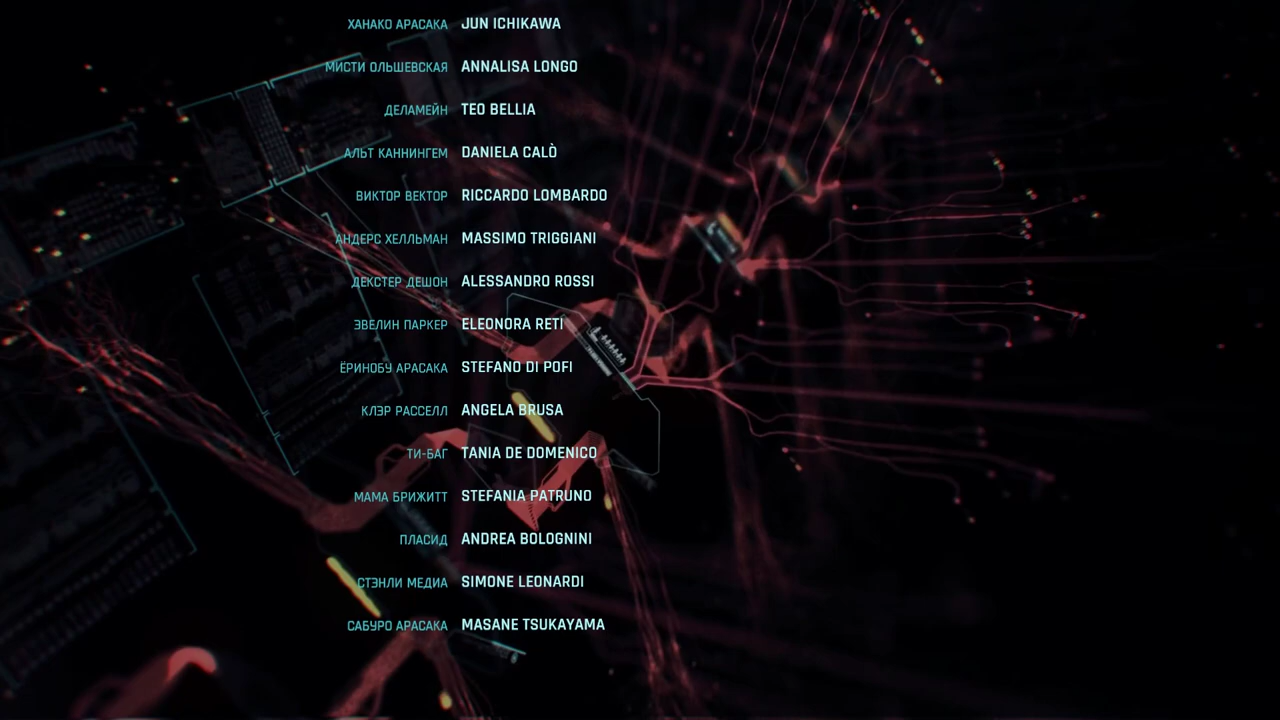 ХАНАКО АРАСАКА JUN ICHIKAWA
МИСТИ ОЛЬШЕВСКАЯ ANNALISA LONGO
ДЕЛАМЕЙН TEO BELLIA
АЛЬТ КАННИНГЕМ DANIELA CALÒ
ВИКТОР ВЕКТОР RICCARDO LOMBARDO
АНДЕРС ХЕЛЛЬМАН MASSIMO TRIGGIANI
ДЕКСТЕР ДЕШОН ALESSANDRO ROSSI
ЭВЕЛИН ПАРКЕР ELEONORA RETI
ЁРИНОБУ АРАСАКА STEFANO DI POFI
КЛЭР РАССЕЛЛ ANGELA BRUSA
ТИ-БАГ TANIA DE DOMENICO
МАМА БРИЖИТТ STEFANIA PATRUNO
ПЛАСИД ANDREA BOLOGNINI
СТЭНЛИ МЕДИА SIMONE LEONARDI
САБУРО АРАСАКА MASANE TSUKAYAMA